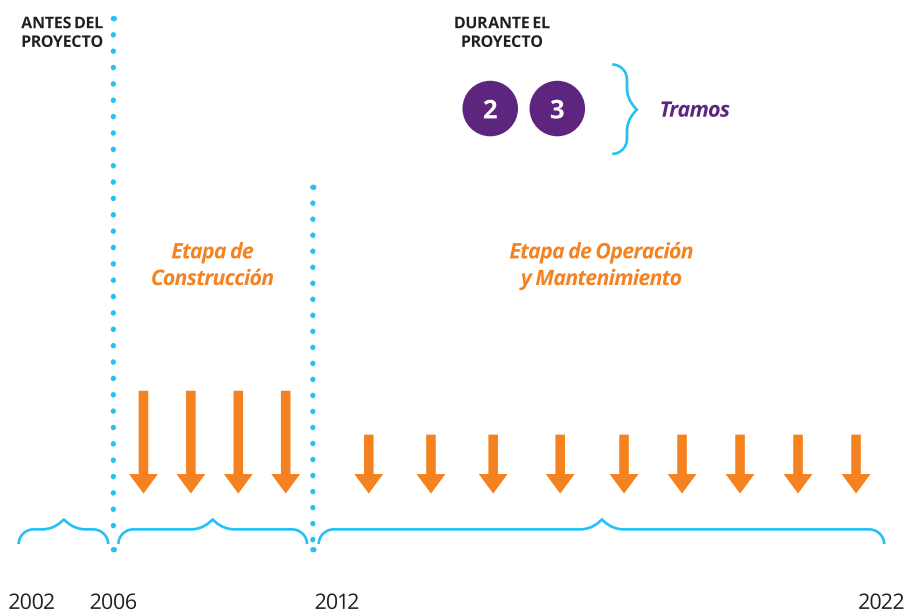 ANTES DEL
PROYECTO
DURANTE EL
PROYECTO
2 3
Tramos
Etapa de
Construcción
Etapa de Operación
y Mantenimiento
2002 2006 2012 2022